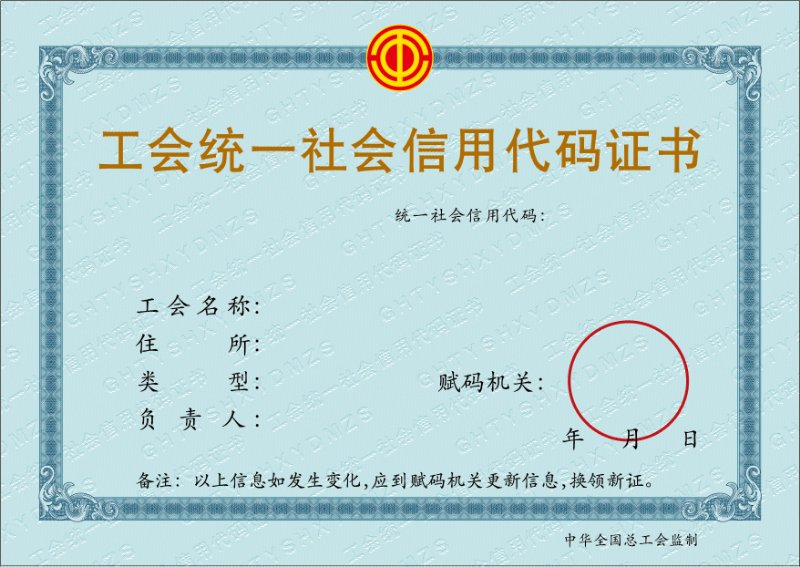 工会统一社会信用代码证书
统一社会信用代码：
工会名称：
住所：
类型：
赋码机关：
负责人：
年 月 日
备注：以上信息如发生变化，应到赋码机关更新信息，换领新证。
中华全国总工会监制